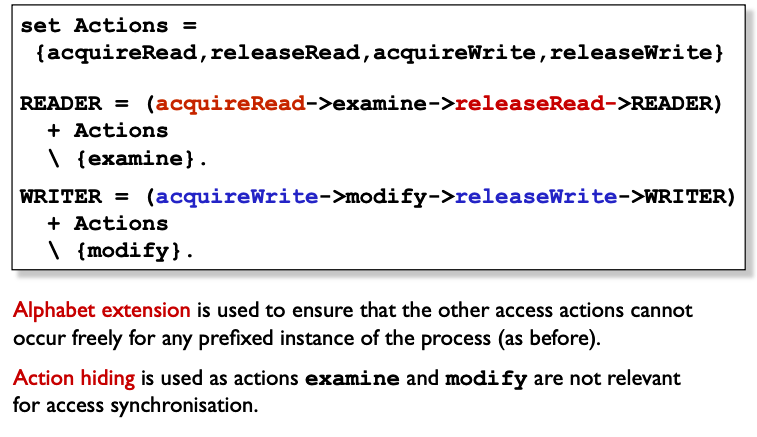 set Actions =
{acquireRead,releaseRead,acquireWrite,releaseWrite}
READER = (acquireRead->examine->releaseRead->READER)
+ Actions
\ {examine}.
WRITER = (acquireWrite->modify->releaseWrite->WRITER)
+ Actions
\ {modify}.
Alphabet extension is used to ensure that the other access actions cannot
occur freely for any prefixed instance of the process (as before).
Action hiding is used as actions examine and modify are not relevant
for access synchronisation.